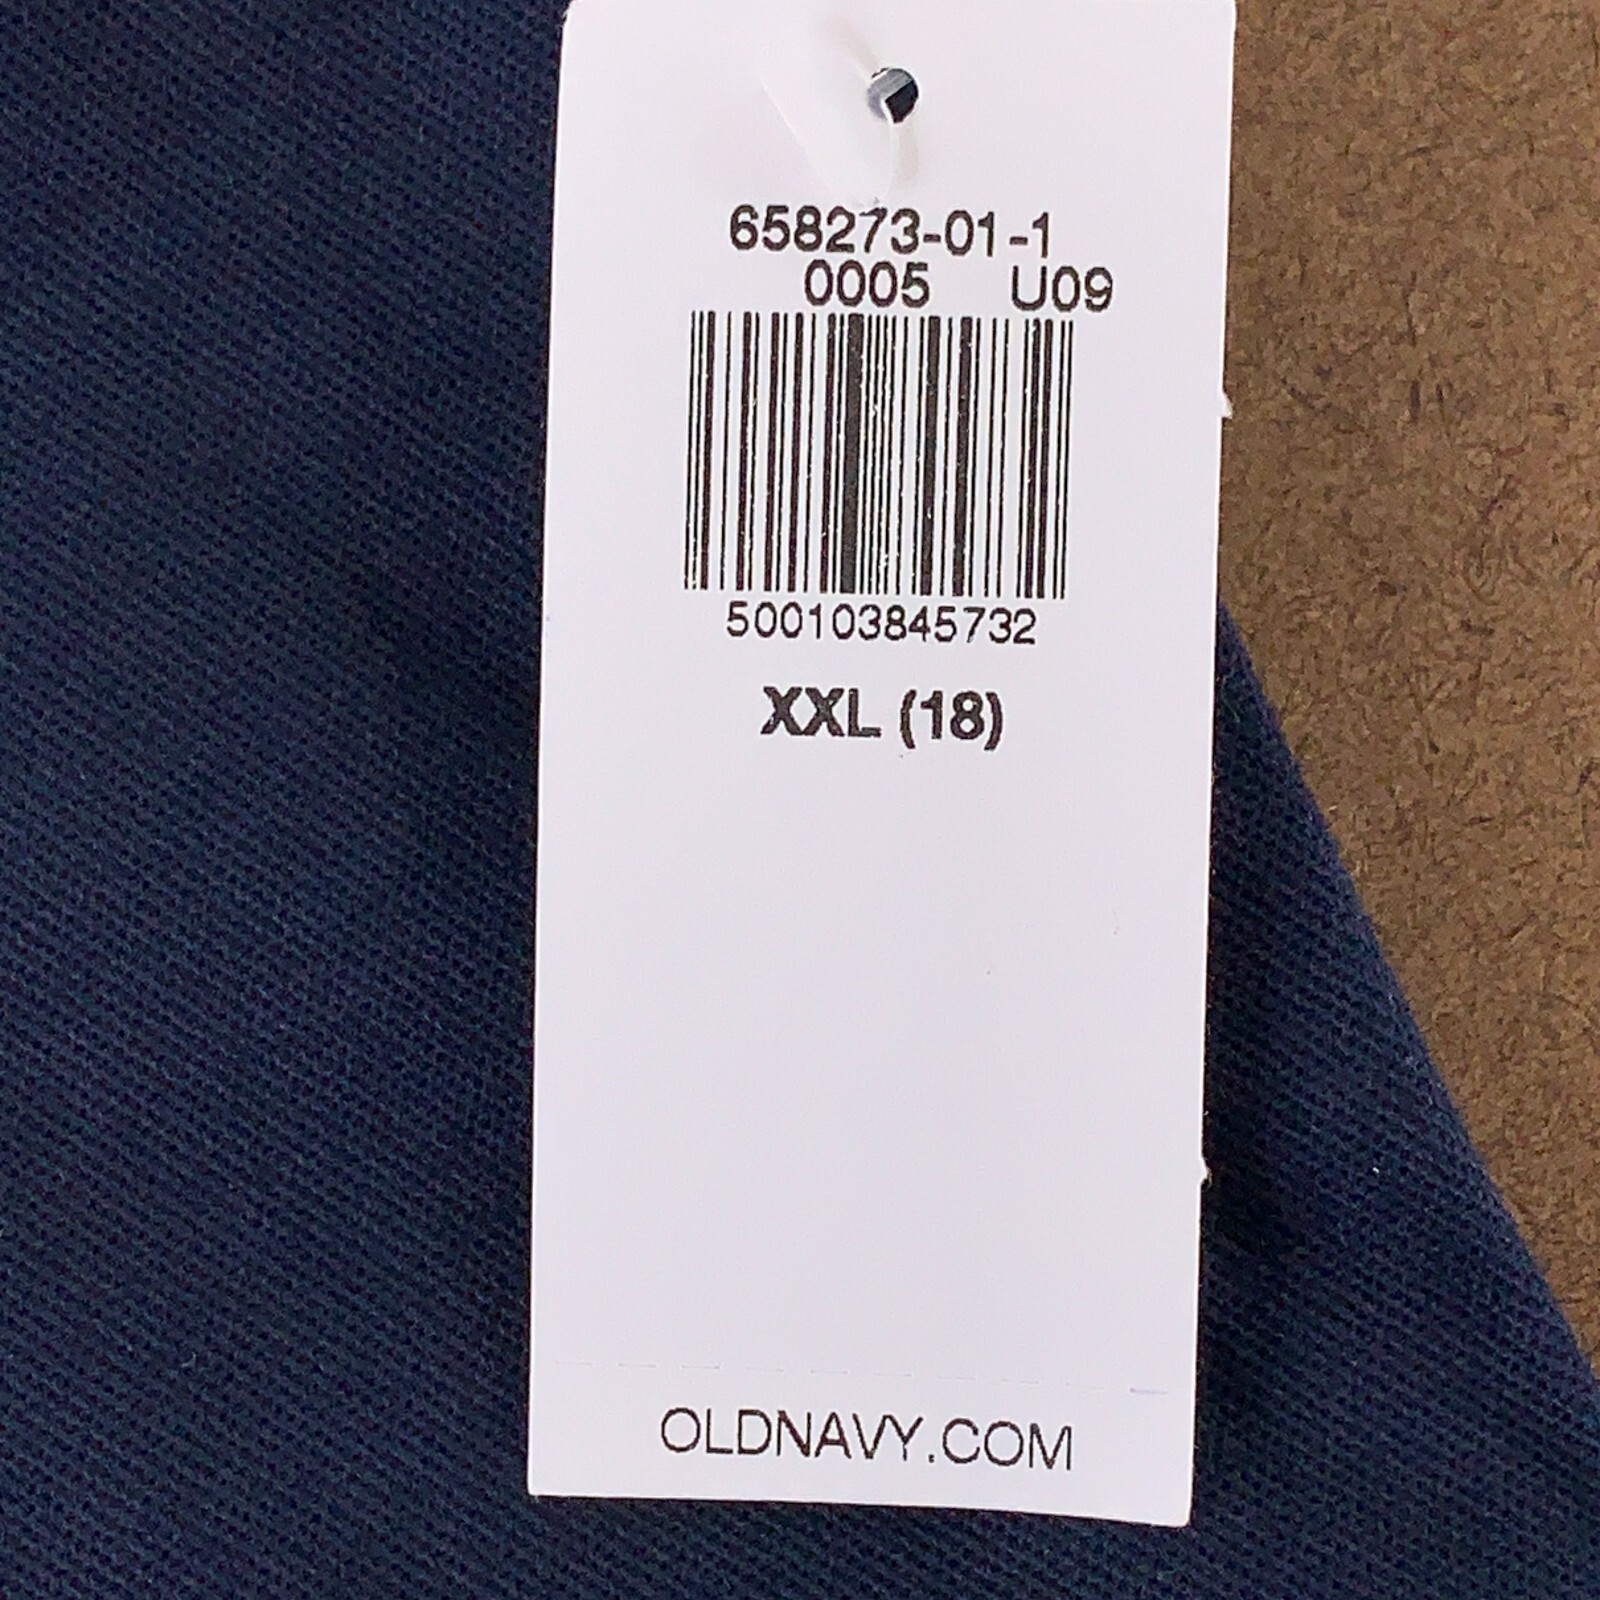 658273-01-1
0005 U09
500103845732
XXL (18)
OLDNAVY.COM